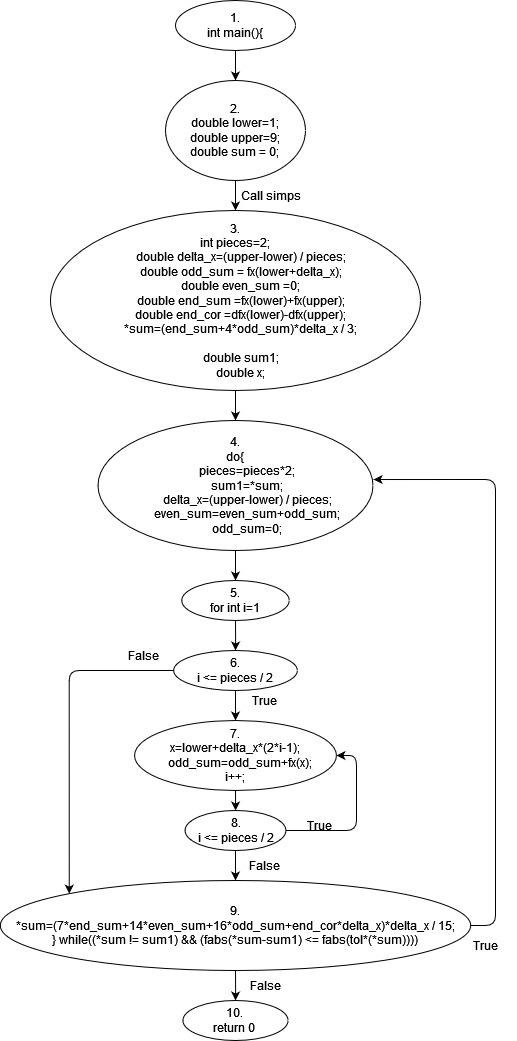 1.
int main(){
2.
double lower=1;
double upper=9;
double sum = 0;
Call simps
3.
int pieces=2;
double delta_x=(upper-lower) / pieces;
double odd_sum = fx(lower+delta_x);
double even_sum =0;
double end_sum =fx(lower)+fx(upper);
double end_cor =dfx(lower)-dfx(upper);
*sum=(end_sum+4*odd_sum)*delta_x / 3;
double sum1;
double x;
4.
do{
pieces=pieces*2;
sum1=*sum;
delta_x=(upper-lower) / pieces;
even_sum=even_sum+odd_sum;
odd_sum=0;
5.
for int i=1
6.
i <= pieces / 2
False
True
7.
x=lower+delta_x*(2*i-1);
odd_sum=odd_sum+fx(x);
i++;
8.
i <= pieces / 2
True
False
9.
*sum=(7*end_sum+14*even_sum+16*odd_sum+end_cor*delta_x)*delta_x / 15;
} while((*sum != sum1) && (fabs(*sum-sum1) <= fabs(tol*(*sum))))
True
False
10.
return 0